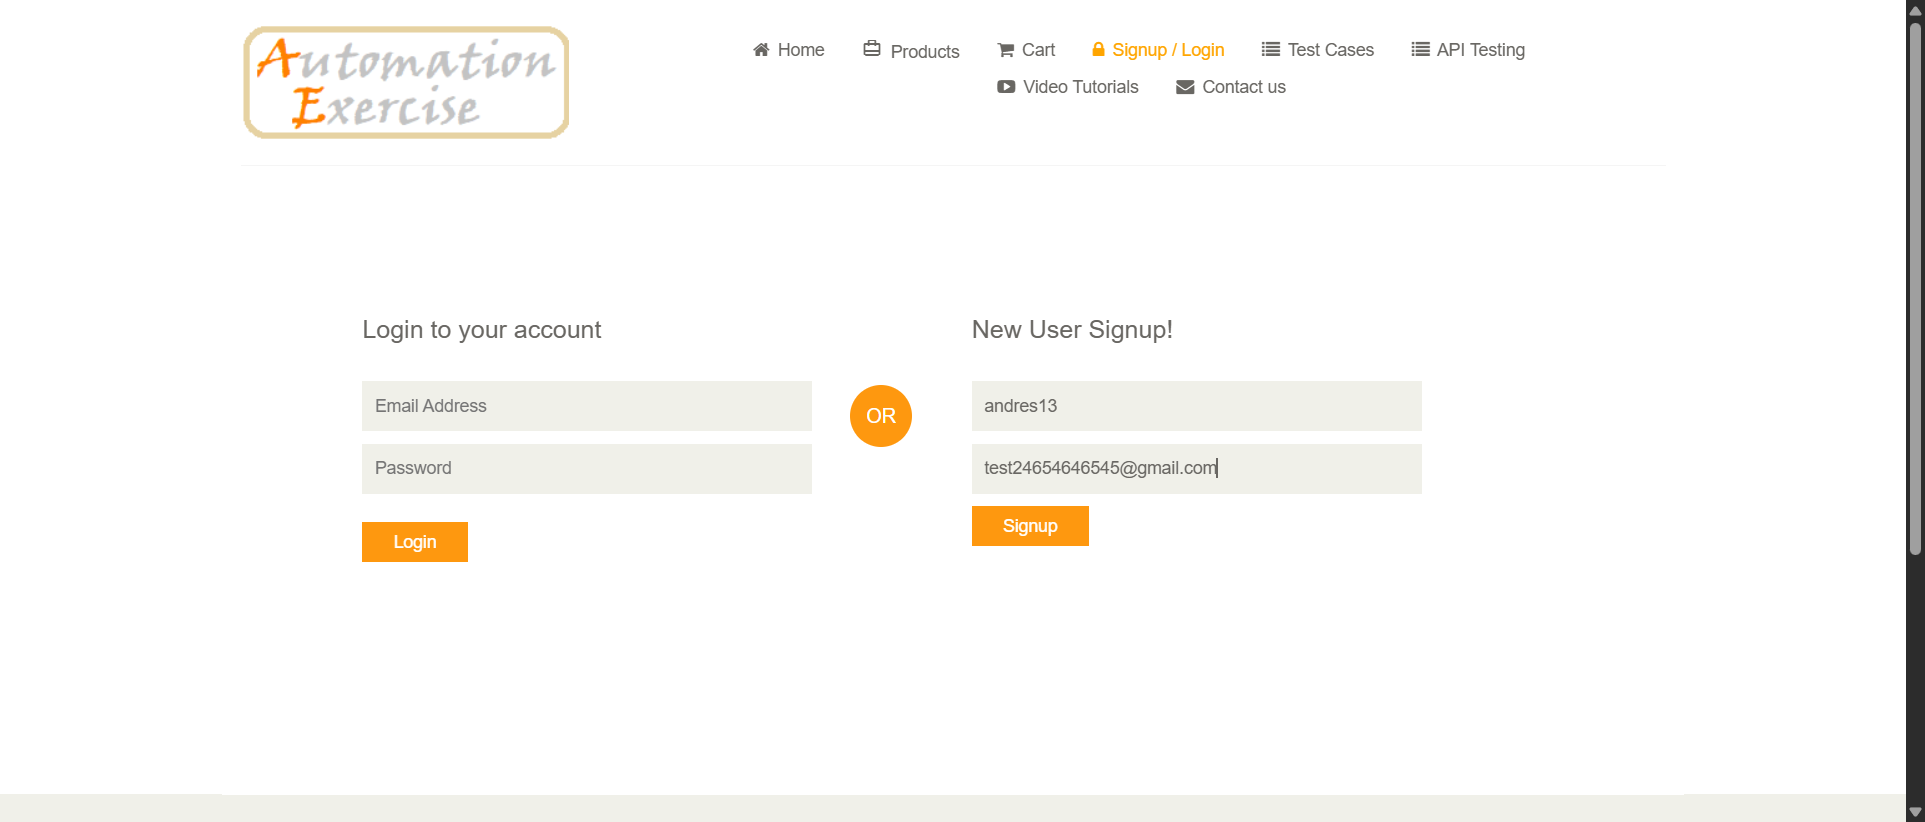 Automation
Exercise
Home Products Cart Signup / Login Test Cases API Testing
Video Tutorials Contact us
Login to your account
Email Address
Password
Login
OR
New User Signup!
andres13
test24654646545@gmail.com
Signup